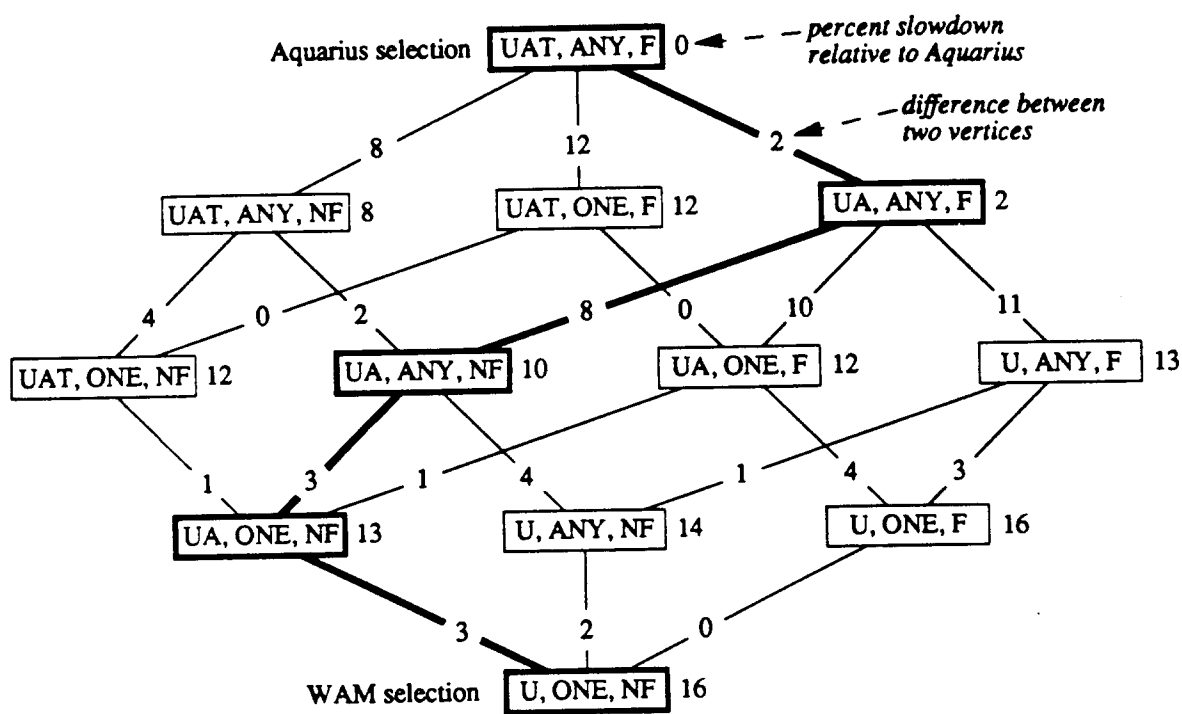 Aquarius selection UAT, ANY, F 0 percent slowdown
relative to Aquarius
difference between
two vertices
8 12 2
UAT, ANY, NF 8 UAT, ONE, F 12 UA, ANY, F 2
4 0 2 8 0 10 11
UAT, ONE, NF 12 UA, ANY, NF 10 UA, ONE, F 12 U, ANY, F 13
1 3 1 4 1 4 3
UA, ONE, NF 13 U, ANY, NF 14 U, ONE, F 16
3 2 0
WAM selection U, ONE, NF 16